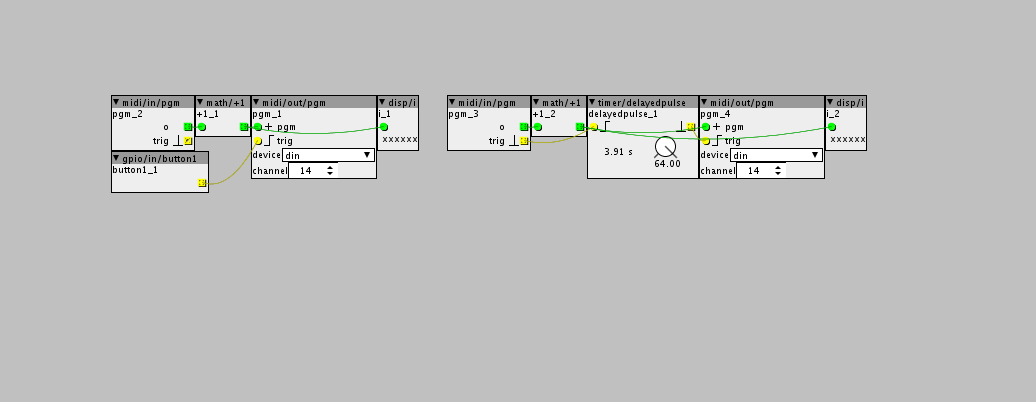 midi/in/pgm
pgm_2
o
trig
math/+1
+1_1
midi/out/pgm
pgm_1
pgm
trig
device din
channel 14
disp/i
i_1
xxxxxx
gpio/in/button1
button1_1
midi/in/pgm
pgm_3
o
trig
math/+1
+1_2
timer/delayedpulse
delayedpulse_1
3.91 s
64.00
midi/out/pgm
pgm_4
pgm
trig
device din
channel 14
disp/i
i_2
xxxxxx